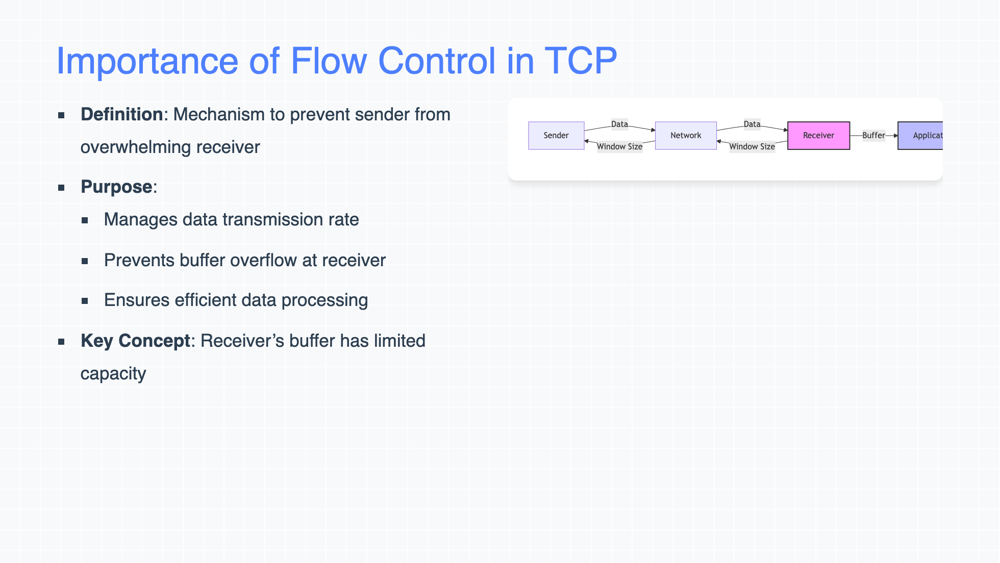 Importance of Flow Control in TCP
Definition: Mechanism to prevent sender from
overwhelming receiver
Purpose:
Manages data transmission rate
Prevents buffer overflow at receiver
Ensures efficient data processing
Key Concept: Receiver’s buffer has limited
capacity
Data
Data
Sender
Network
Receiver
Buffer
Applicat
Window Size
Window Size